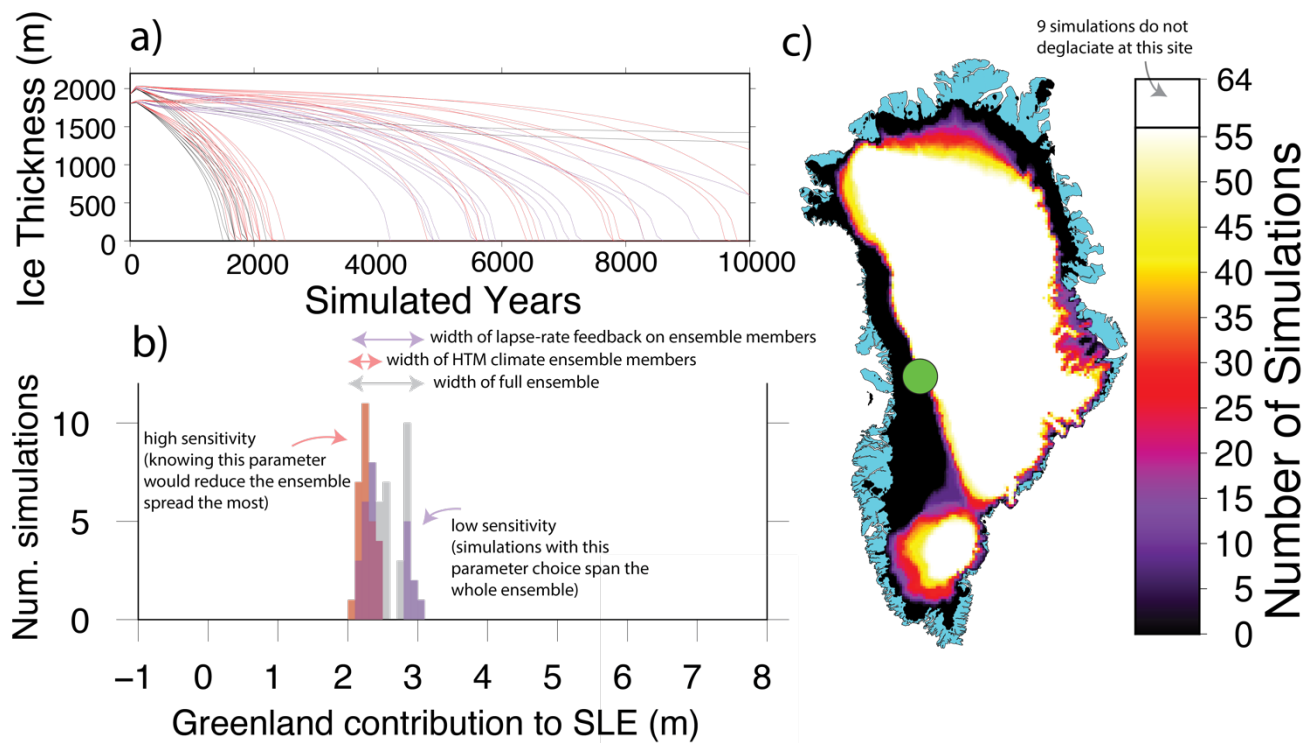 a)
Ice Thickness (m)
2000
1500
1000
500
0
0
2000
4000
6000
8000
10000
Simulated Years
b)
width of lapse-rate feedback on ensemble members
width of HTM climate ensemble members
width of full ensemble
Num. simulations
10
5
0
high sensitivity
(knowing this parameter
would reduce the ensemble
spread the most)
low sensitivity
(simulations with this
parameter choice span the
whole ensemble)
−1
0
1
2
3
4
5
6
7
8
Greenland contribution to SLE (m)
c)
9 simulations do not
deglaciate at this site
64
55
50
45
40
35
30
25
20
15
10
5
0
Number of Simulations